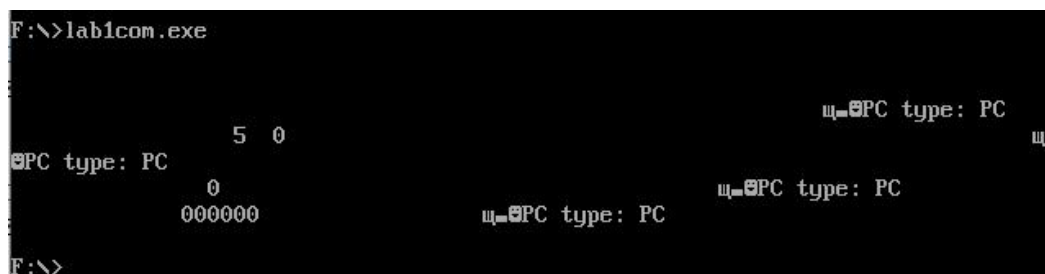 F:\>lab1com.exe
щ▬☻PC type: PC
5 0 щ
☻PC type: PC
0 щ▬☻PC type: PC
000000 щ▬☻PC type: PC
F:\>